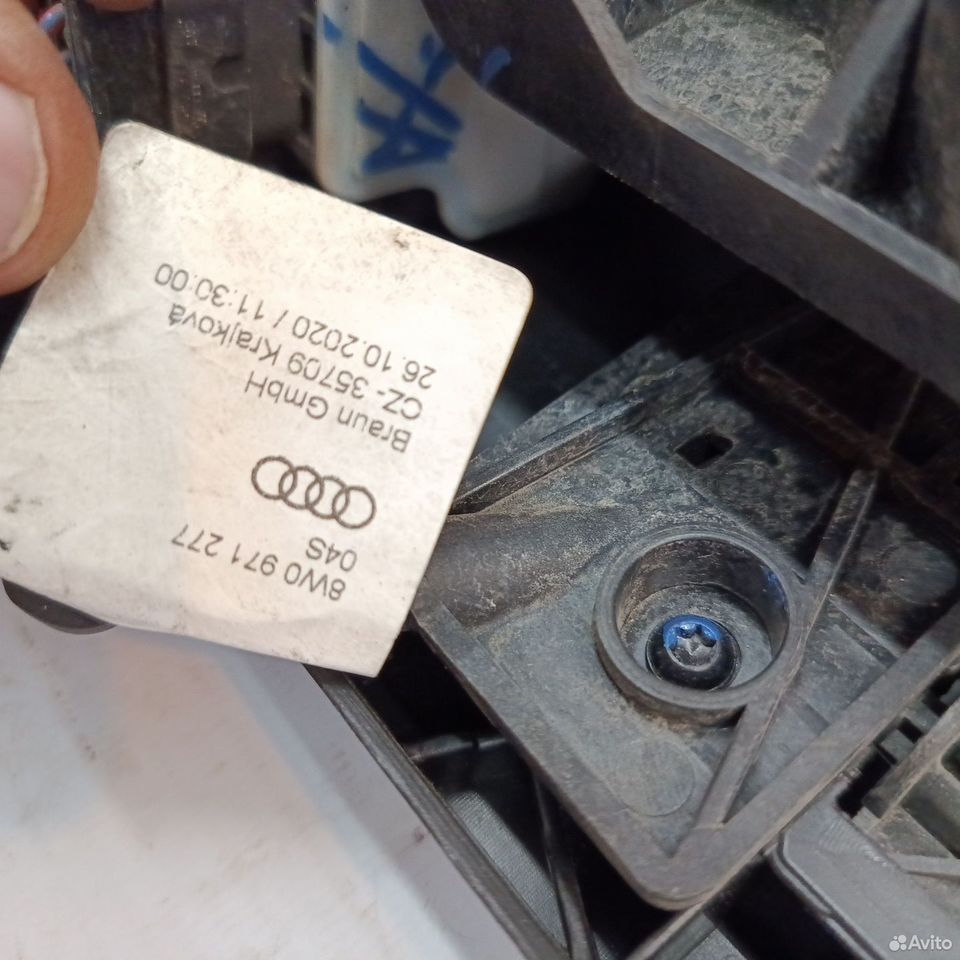 8W0 971 277
04S
Braun GmbH
CZ- 35709 Krajková
26.10.2020 / 11:30:00
Avito